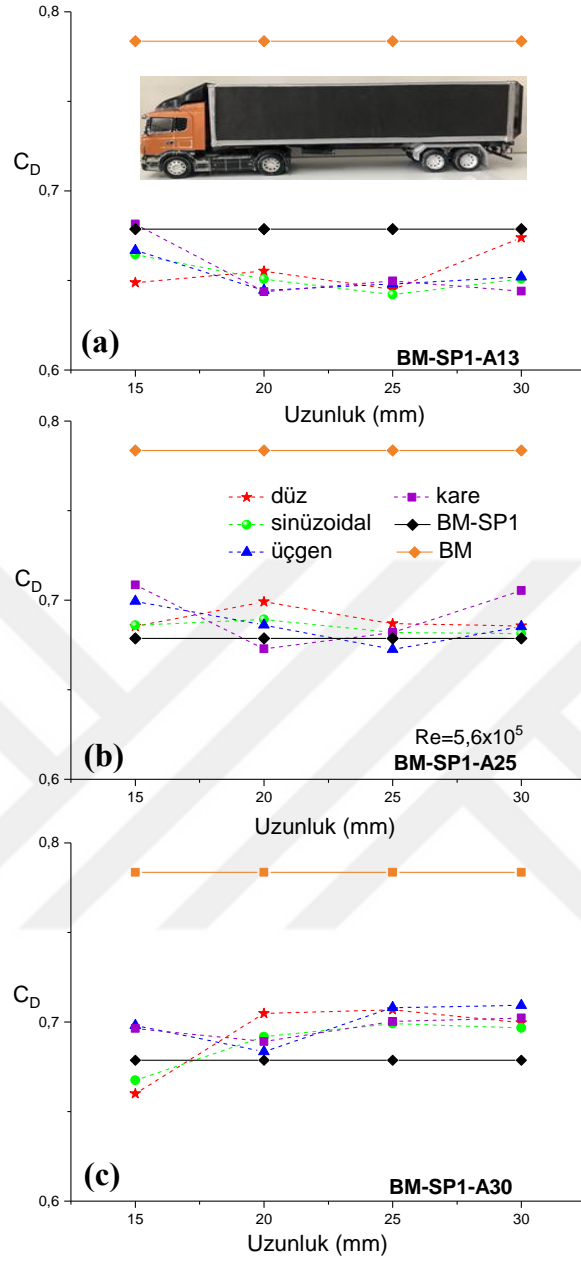 0,8
0,7
0,6
C_D
(a)
BM-SP1-A13
15 20 25 30
Uzunluk (mm)
0,8
0,7
0,6
C_D
düz kare
sinüzoidal BM-SP1
üçgen BM
Re=5,6x10^5
(b)
BM-SP1-A25
15 20 25 30
Uzunluk (mm)
0,8
0,7
0,6
C_D
(c)
BM-SP1-A30
15 20 25 30
Uzunluk (mm)